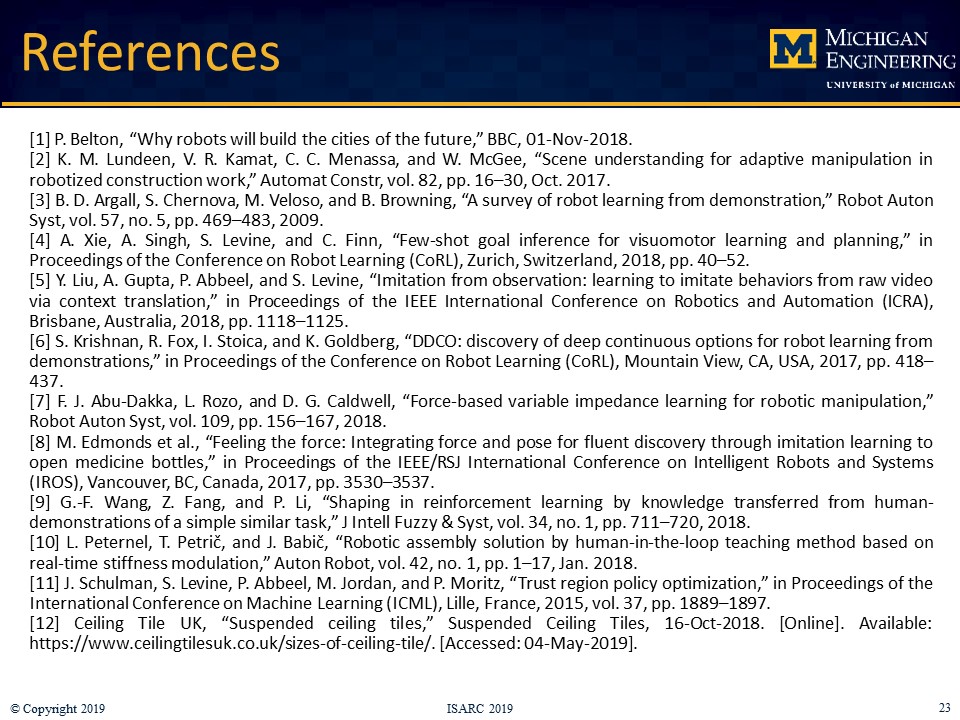 References
M
MICHIGAN
ENGINEERING
UNIVERSITY of MICHIGAN
[1] P. Belton, “Why robots will build the cities of the future,” BBC, 01-Nov-2018.
[2] K. M. Lundeen, V. R. Kamat, C. C. Menassa, and W. McGee, “Scene understanding for adaptive manipulation in
robotized construction work,” Automat Constr, vol. 82, pp. 16–30, Oct. 2017.
[3] B. D. Argall, S. Chernova, M. Veloso, and B. Browning, “A survey of robot learning from demonstration,” Robot Auton
Syst, vol. 57, no. 5, pp. 469–483, 2009.
[4] A. Xie, A. Singh, S. Levine, and C. Finn, “Few-shot goal inference for visuomotor learning and planning,” in
Proceedings of the Conference on Robot Learning (CoRL), Zurich, Switzerland, 2018, pp. 40–52.
[5] Y. Liu, A. Gupta, P. Abbeel, and S. Levine, “Imitation from observation: learning to imitate behaviors from raw video
via context translation,” in Proceedings of the IEEE International Conference on Robotics and Automation (ICRA),
Brisbane, Australia, 2018, pp. 1118–1125.
[6] S. Krishnan, R. Fox, I. Stoica, and K. Goldberg, “DDCO: discovery of deep continuous options for robot learning from
demonstrations,” in Proceedings of the Conference on Robot Learning (CoRL), Mountain View, CA, USA, 2017, pp. 418–
437.
[7] F. J. Abu-Dakka, L. Rozo, and D. G. Caldwell, “Force-based variable impedance learning for robotic manipulation,”
Robot Auton Syst, vol. 109, pp. 156–167, 2018.
[8] M. Edmonds et al., “Feeling the force: Integrating force and pose for fluent discovery through imitation learning to
open medicine bottles,” in Proceedings of the IEEE/RSJ International Conference on Intelligent Robots and Systems
(IROS), Vancouver, BC, Canada, 2017, pp. 3530–3537.
[9] G.-F. Wang, Z. Fang, and P. Li, “Shaping in reinforcement learning by knowledge transferred from human-
demonstrations of a simple similar task,” J Intell Fuzzy & Syst, vol. 34, no. 1, pp. 711–720, 2018.
[10] L. Peternel, T. Petrič, and J. Babič, “Robotic assembly solution by human-in-the-loop teaching method based on
real-time stiffness modulation,” Auton Robot, vol. 42, no. 1, pp. 1–17, Jan. 2018.
[11] J. Schulman, S. Levine, P. Abbeel, M. Jordan, and P. Moritz, “Trust region policy optimization,” in Proceedings of the
International Conference on Machine Learning (ICML), Lille, France, 2015, vol. 37, pp. 1889–1897.
[12] Ceiling Tile UK, “Suspended ceiling tiles,” Suspended Ceiling Tiles, 16-Oct-2018. [Online]. Available:
https://www.ceilingtilesuk.co.uk/sizes-of-ceiling-tile/. [Accessed: 04-May-2019].
© Copyright 2019
ISARC 2019
23